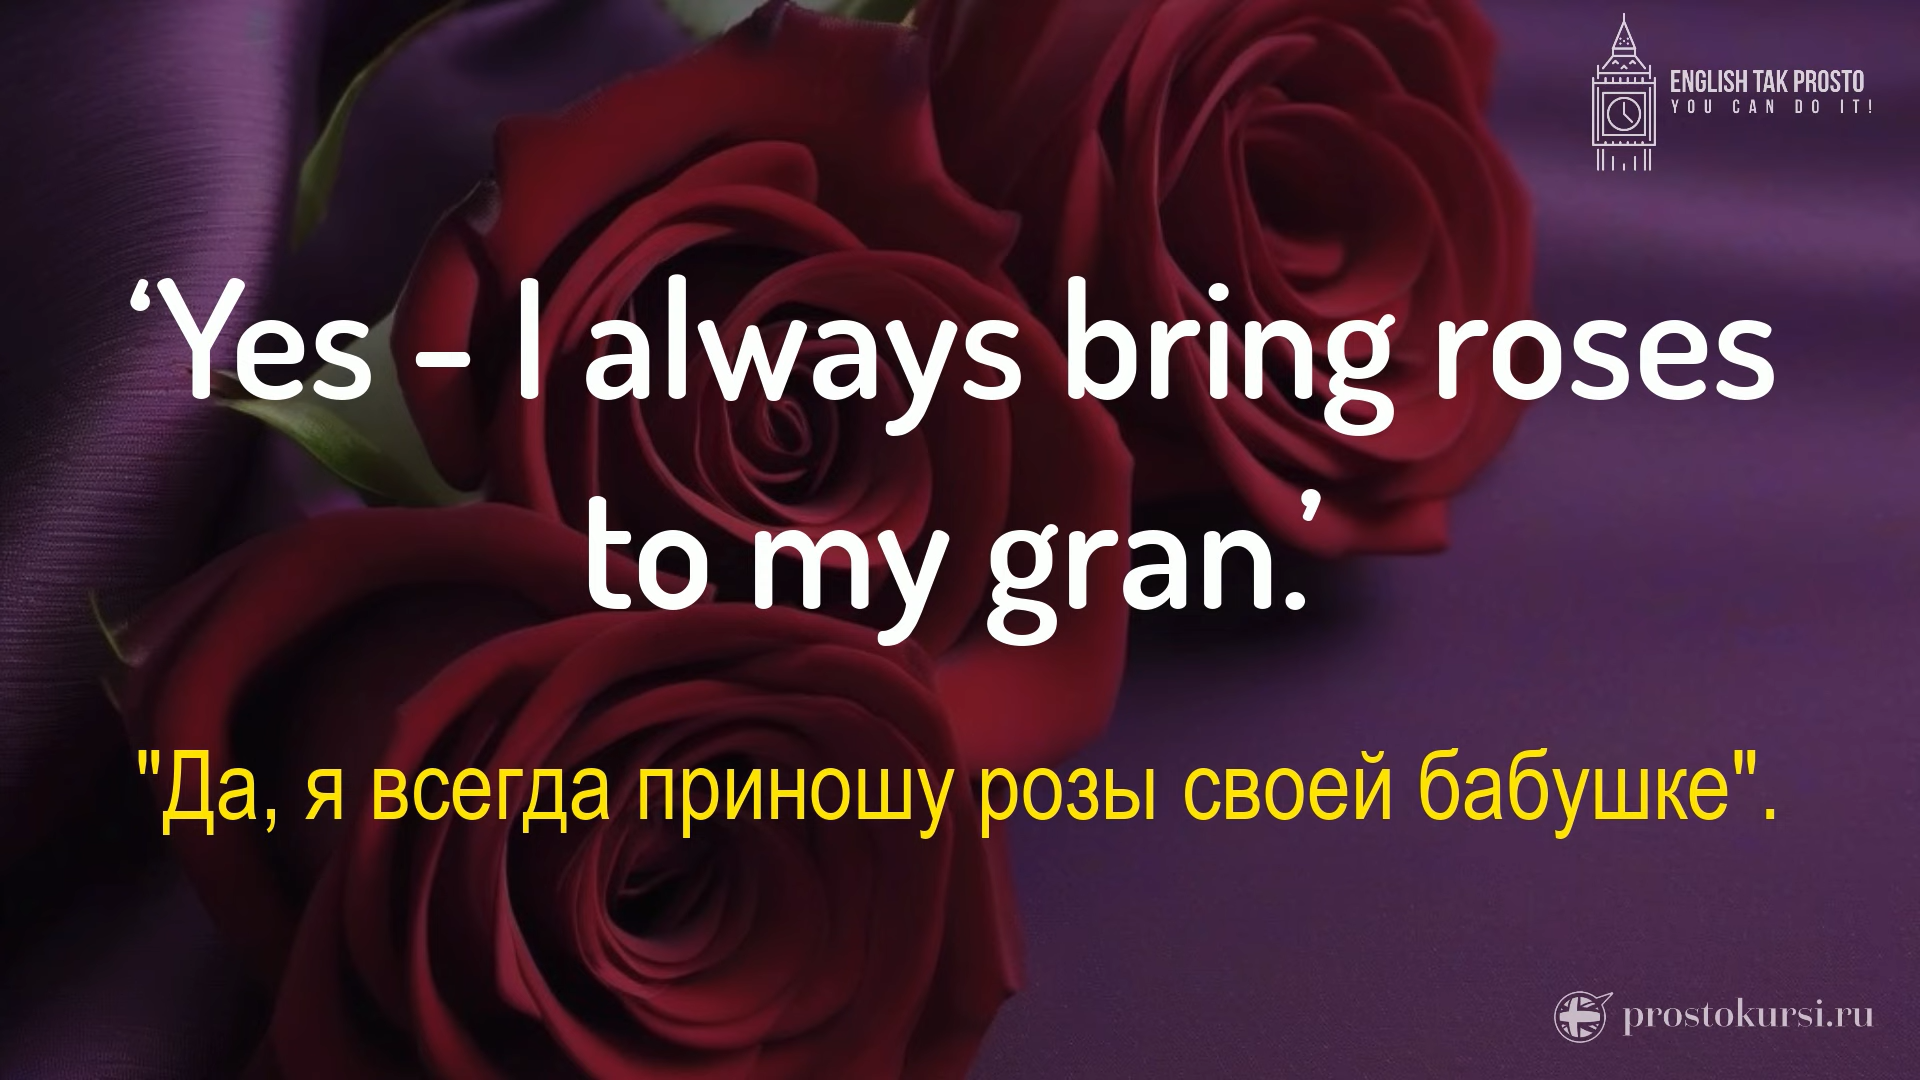 ENGLISH TAK PROSTO
YOU CAN DO IT!
‘Yes – I always bring roses
to my gran.’
"Да, я всегда приношу розы своей бабушке".
prostokursi.ru